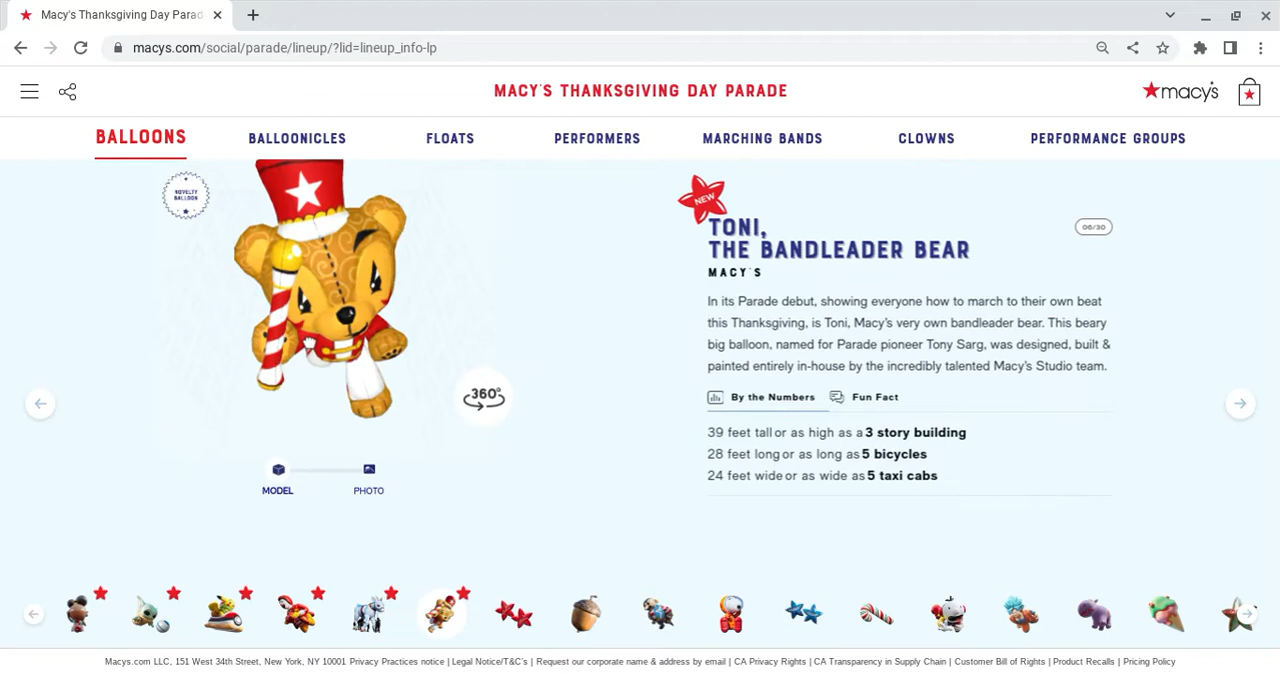 Macy's Thanksgiving Day Parad
macys.com/social/parade/lineup/?lid=lineup_info-lp
MACY'S THANKSGIVING DAY PARADE
macy's
BALLOONS
BALLOONICLES
FLOATS
PERFORMERS
MARCHING BANDS
CLOWNS
PERFORMANCE GROUPS
NOVELTY
BALLOON
360°
MODEL
PHOTO
NEW
TONI,
THE BANDLEADER BEAR
06/30
MACY'S
In its Parade debut, showing everyone how to march to their own beat
this Thanksgiving, is Toni, Macy's very own bandleader bear. This beary
big balloon, named for Parade pioneer Tony Sarg, was designed, built &
painted entirely in-house by the incredibly talented Macy's Studio team.
By the Numbers
Fun Fact
39 feet tall or as high as a 3 story building
28 feet long or as long as 5 bicycles
24 feet wide or as wide as 5 taxi cabs
Macys.com LLC, 151 West 34th Street, New York, NY 10001 Privacy Practices notice | Legal Notice/T&C's | Request our corporate name & address by email | CA Privacy Rights | CA Transparency in Supply Chain | Customer Bill of Rights | Product Recalls | Pricing Policy